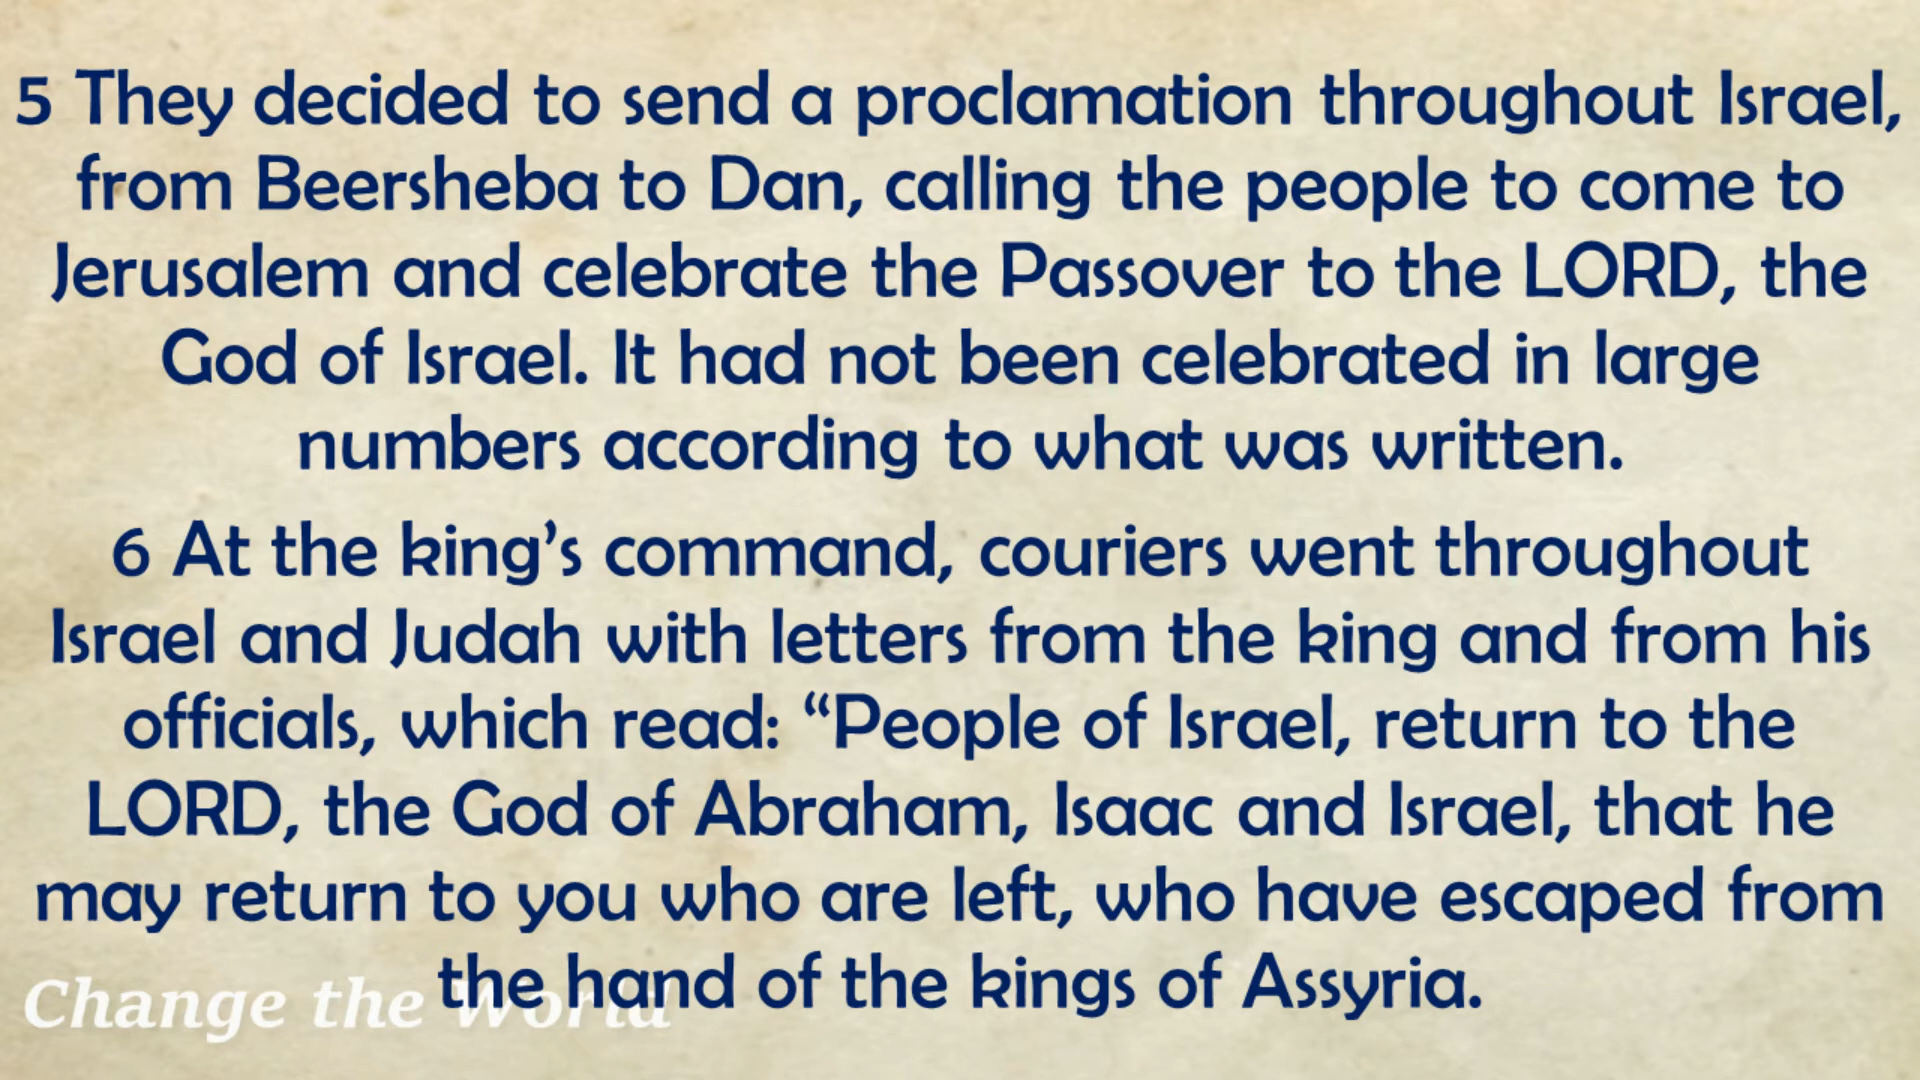 5 They decided to send a proclamation throughout Israel,
from Beersheba to Dan, calling the people to come to
Jerusalem and celebrate the Passover to the LORD, the
God of Israel. It had not been celebrated in large
numbers according to what was written.
6 At the king’s command, couriers went throughout
Israel and Judah with letters from the king and from his
officials, which read: “People of Israel, return to the
LORD, the God of Abraham, Isaac and Israel, that he
may return to you who are left, who have escaped from
the hand of the kings of Assyria.
Change the World